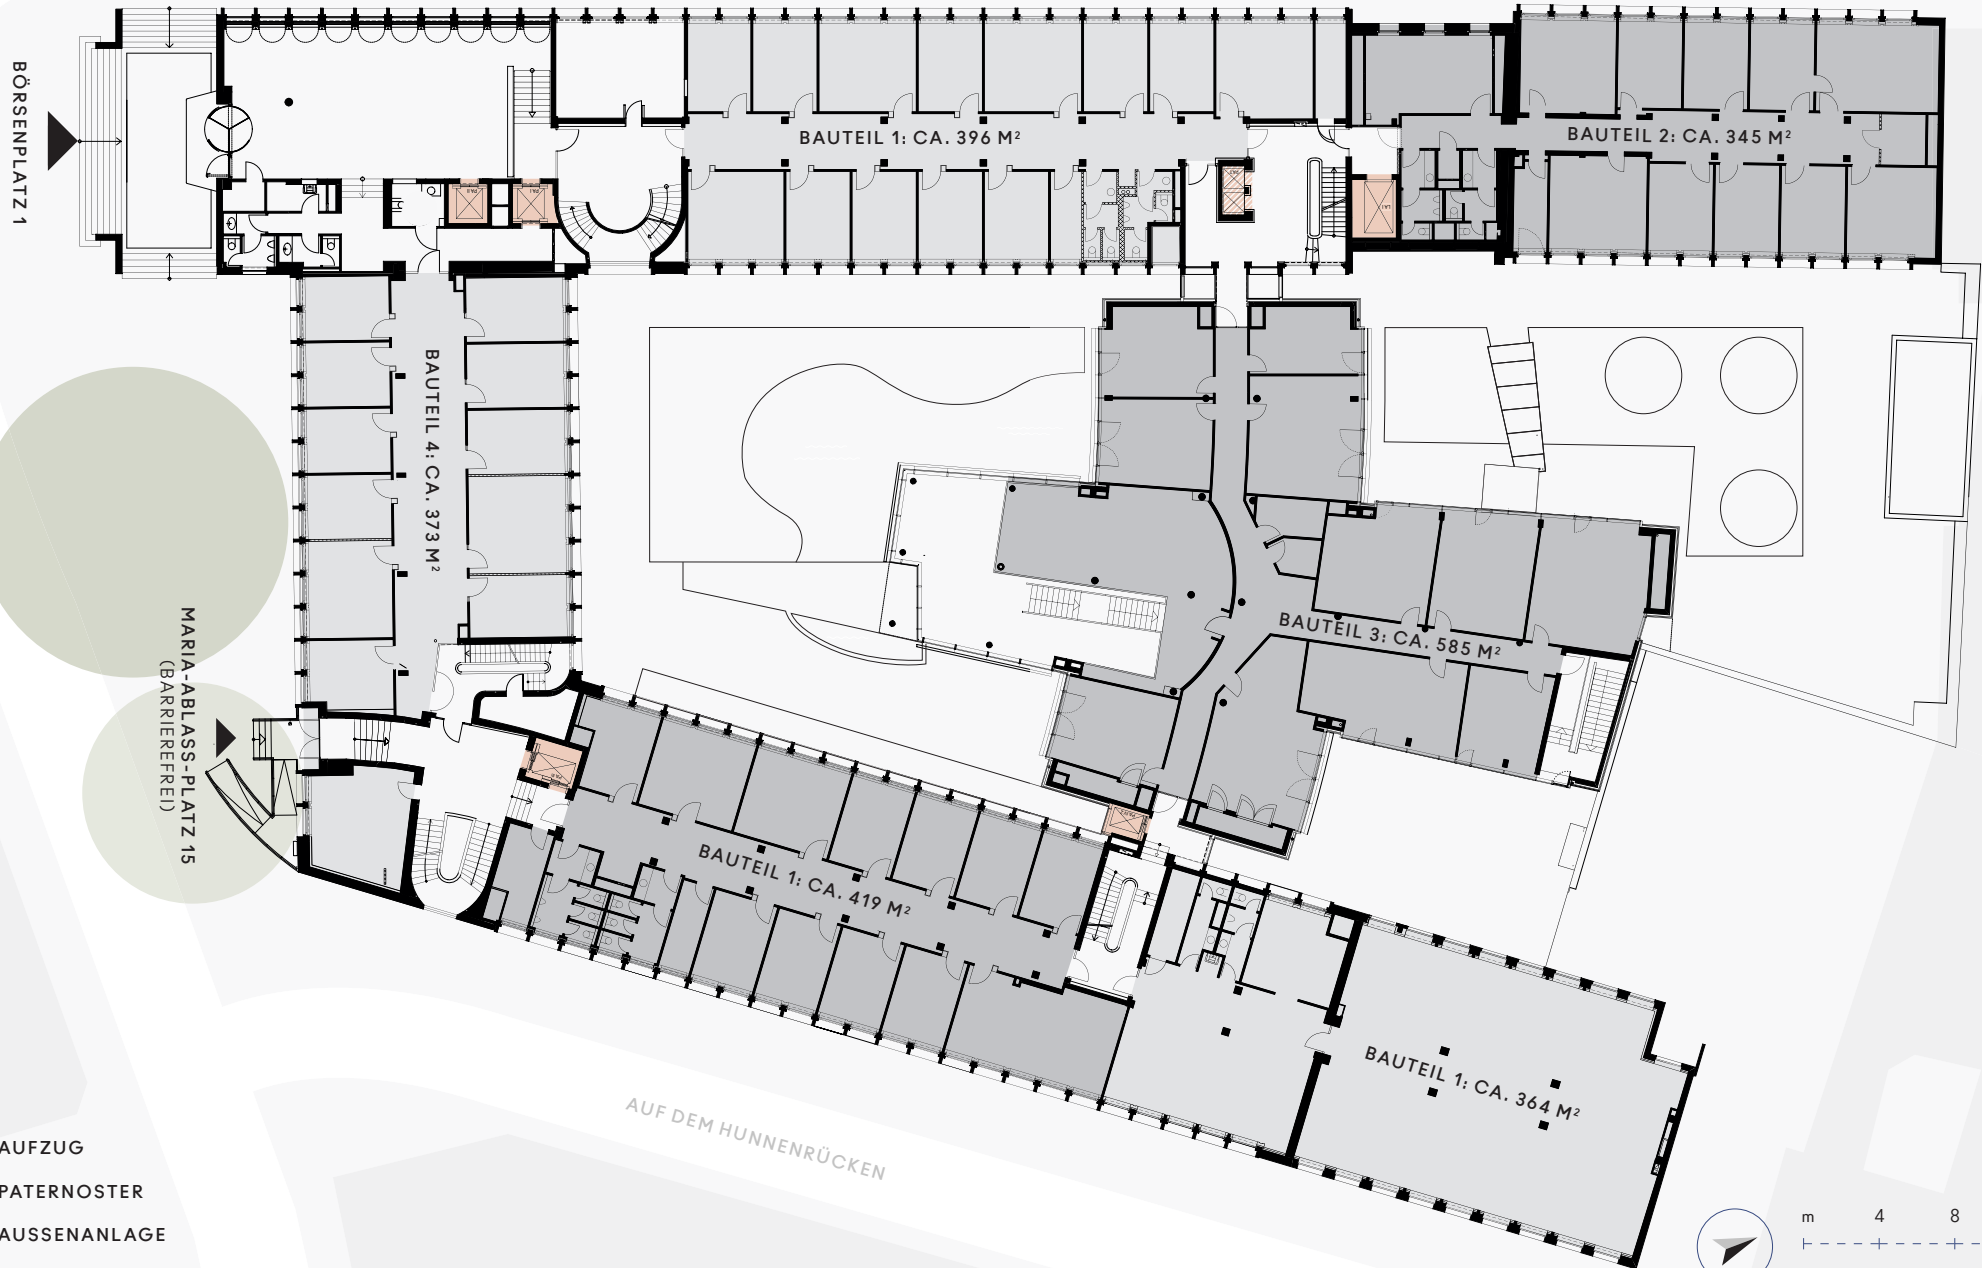 BÖRSENPLATZ 1
BAUTEIL 1: CA. 396 M²
BAUTEIL 2: CA. 345 M²
BAUTEIL 4: CA. 373 M²
BAUTEIL 3: CA. 585 M²
MARIA-ABLASS-PLATZ 15
(BARRIEREFREI)
BAUTEIL 1: CA. 419 M²
BAUTEIL 1: CA. 364 M²
AUF DEM HUNNENRÜCKEN
AUFZUG
PATERNOSTER
AUSSENANLAGE
m 4 8